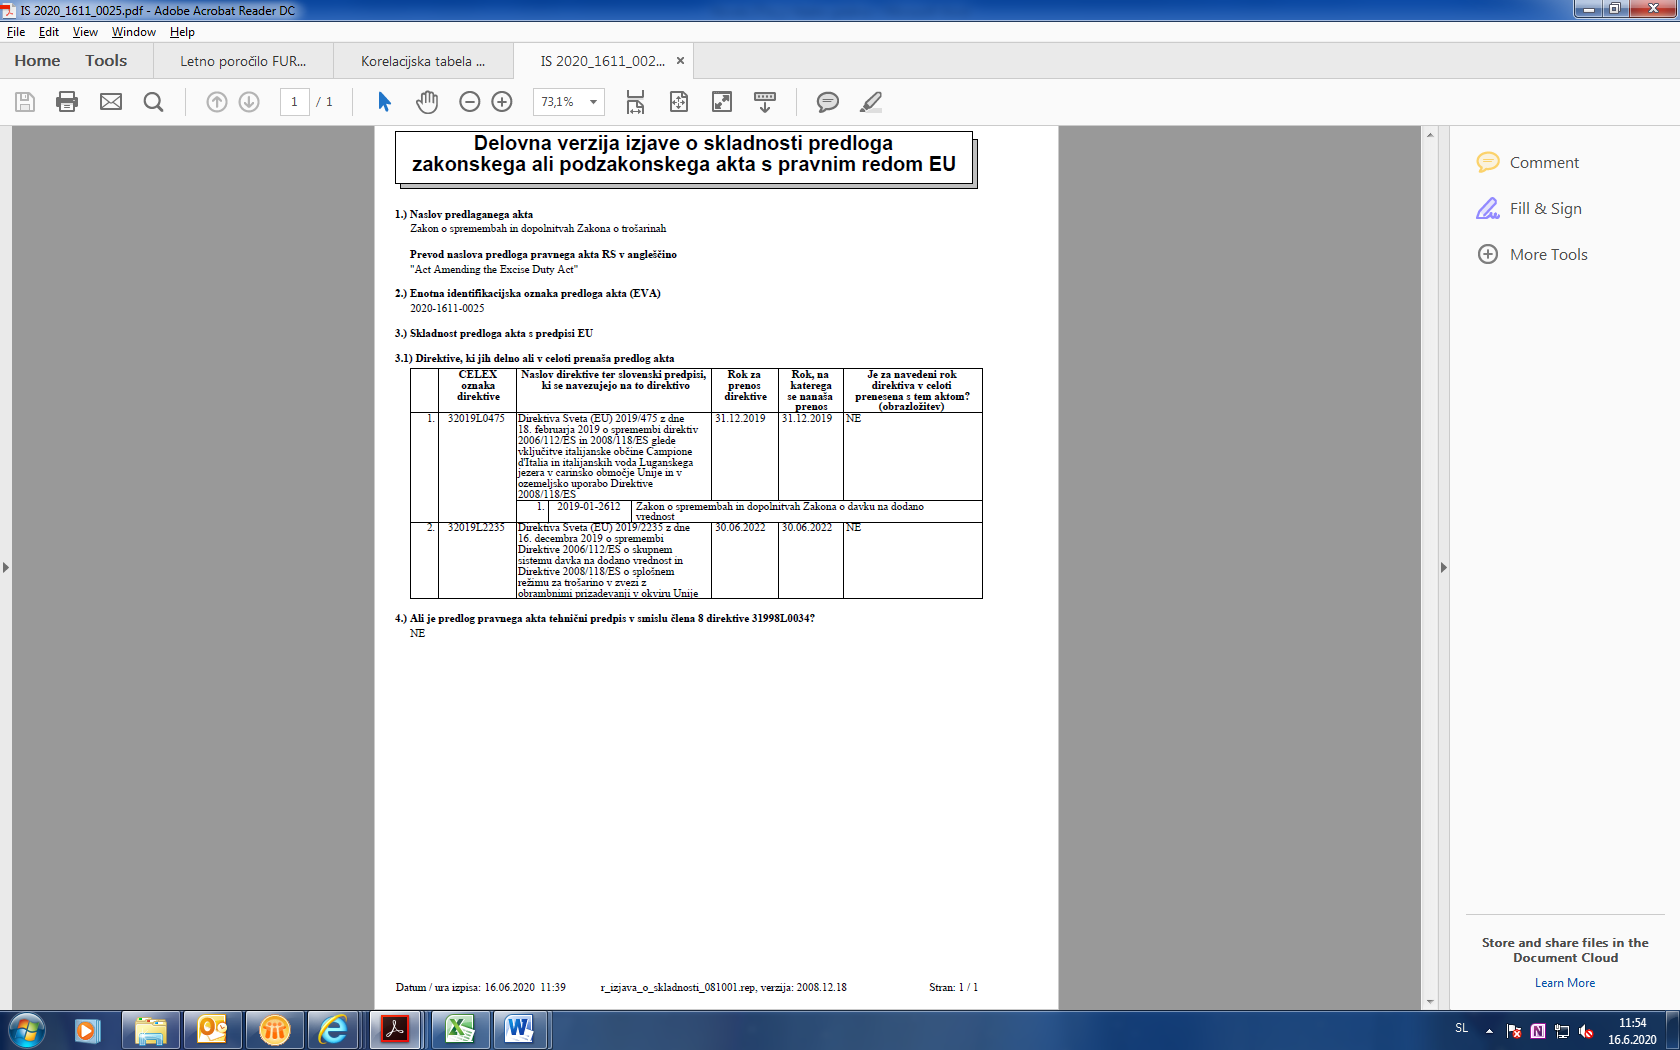 IS 2020_1611_0025.pdf - Adobe Acrobat Reader DC
File Edit View Window Help
Home Tools Letno poročilo FUR... Korelacijska tabela ... IS 2020_1611_002...
1 / 1 73,1%
Delovna verzija izjave o skladnosti predloga
zakonskega ali podzakonskega akta s pravnim redom EU
1.) Naslov predlaganega akta
Zakon o spremembah in dopolnitvah Zakona o trošarinah
Prevod naslova predloga pravnega akta RS v angleščino
"Act Amending the Excise Duty Act"
2.) Enotna identifikacijska oznaka predloga akta (EVA)
2020-1611-0025
3.) Skladnost predloga akta s predpisi EU
3.1) Direktive, ki jih delno ali v celoti prenaša predlog akta
CELEX
oznaka
direktive
Naslov direktive ter slovenski predpisi,
ki se navezujejo na to direktivo
Rok za
prenos
direktive
Rok, na
katerega
se nanaša
prenos
Je za navedeni rok
direktiva v celoti
prenesena s tem aktom?
(obrazložitev)
1. 32019L0475
Direktiva Sveta (EU) 2019/475 z dne
18. februarja 2019 o spremembi direktiv
2006/112/ES in 2008/118/ES glede
vključitve italijanske občine Campione
d'Italia in italijanskih voda Luganskega
jezera v carinsko območje Unije in v
ozemeljsko uporabo Direktive
2008/118/ES
31.12.2019 31.12.2019 NE
1. 2019-01-2612 Zakon o spremembah in dopolnitvah Zakona o davku na dodano
vrednost
2. 32019L2235
Direktiva Sveta (EU) 2019/2235 z dne
16. decembra 2019 o spremembi
Direktive 2006/112/ES o skupnem
sistemu davka na dodano vrednost in
Direktive 2008/118/ES o splošnem
režimu za trošarino v zvezi z
obrambnimi prizadevanji v okviru Unije
30.06.2022 30.06.2022 NE
4.) Ali je predlog pravnega akta tehnični predpis v smislu člena 8 direktive 31998L0034?
NE
Datum / ura izpisa: 16.06.2020 11:39 r_izjava_o_skladnosti_081001.rep, verzija: 2008.12.18 Stran: 1 / 1
Comment
Fill & Sign
More Tools
Store and share files in the
Document Cloud
Learn More
SL
11:54
16.6.2020